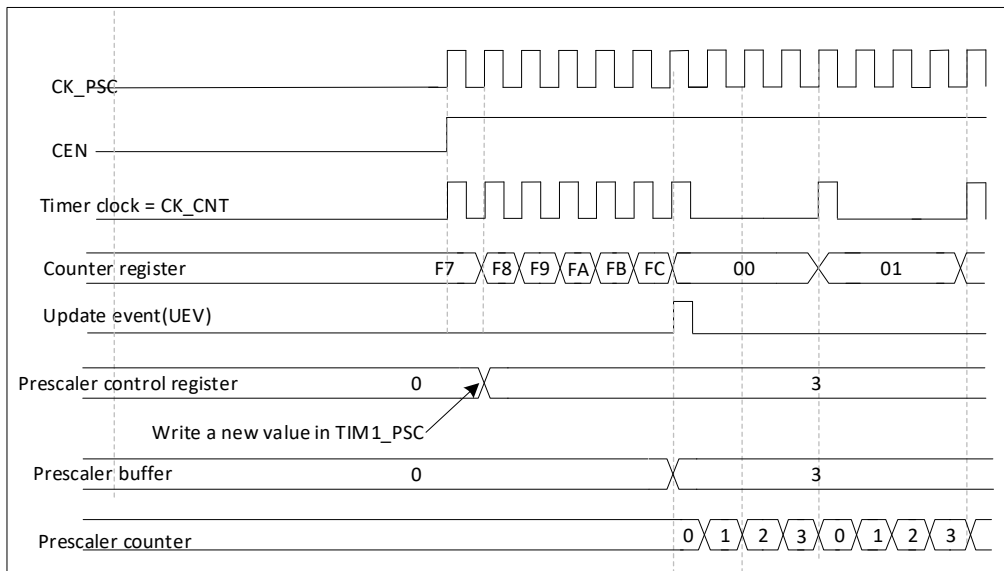 CK_PSC
CEN
Timer clock = CK_CNT
Counter register F7 F8 F9 FA FB FC 00 01
Update event(UEV)
Prescaler control register 0 3
Write a new value in TIM1_PSC
Prescaler buffer 0 3
Prescaler counter 0 1 2 3 0 1 2 3